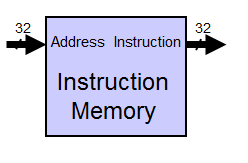 32 32
Address Instruction
Instruction
Memory